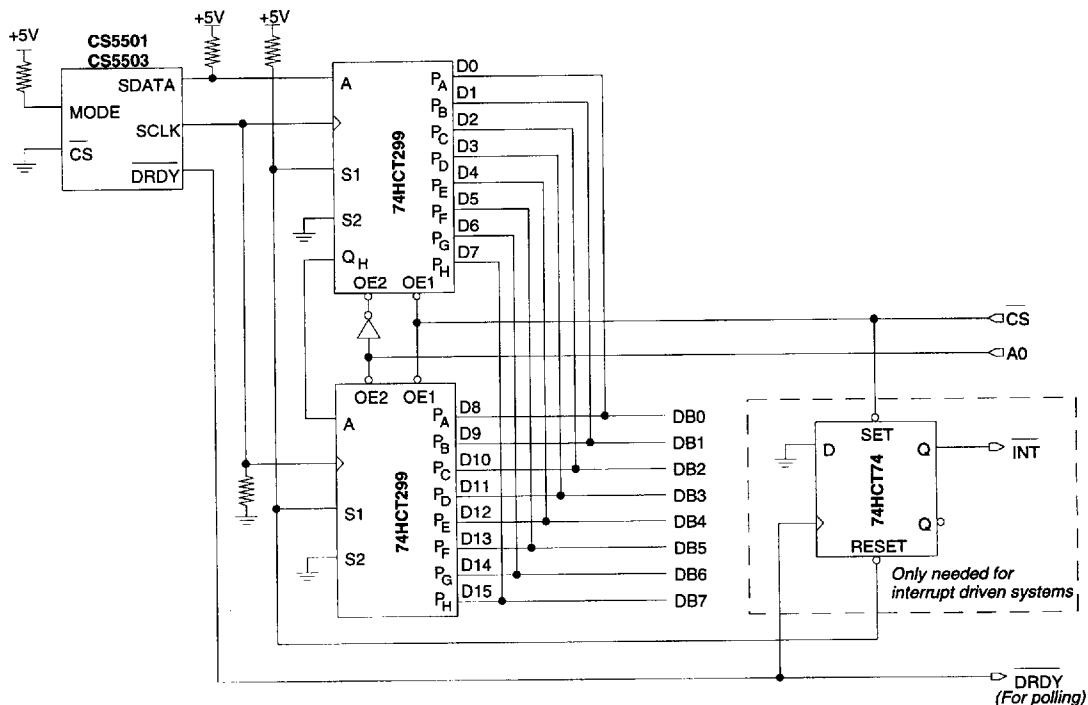 +5V
+5V
+5V
CS5501
CS5503
SDATA
MODE
SCLK
CS
DRDY
A
S1
S2
QH
OE2
OE1
74HCT299
PA
PB
PC
PD
PE
PF
PG
PH
D0
D1
D2
D3
D4
D5
D6
D7
CS
A0
OE2
OE1
A
S1
S2
74HCT299
PA
PB
PC
PD
PE
PF
PG
PH
D8
D9
D10
D11
D12
D13
D14
D15
DB0
DB1
DB2
DB3
DB4
DB5
DB6
DB7
SET
D
Q
INT
74HCT74
Q
RESET
Only needed for
interrupt driven systems
DRDY
(For polling)